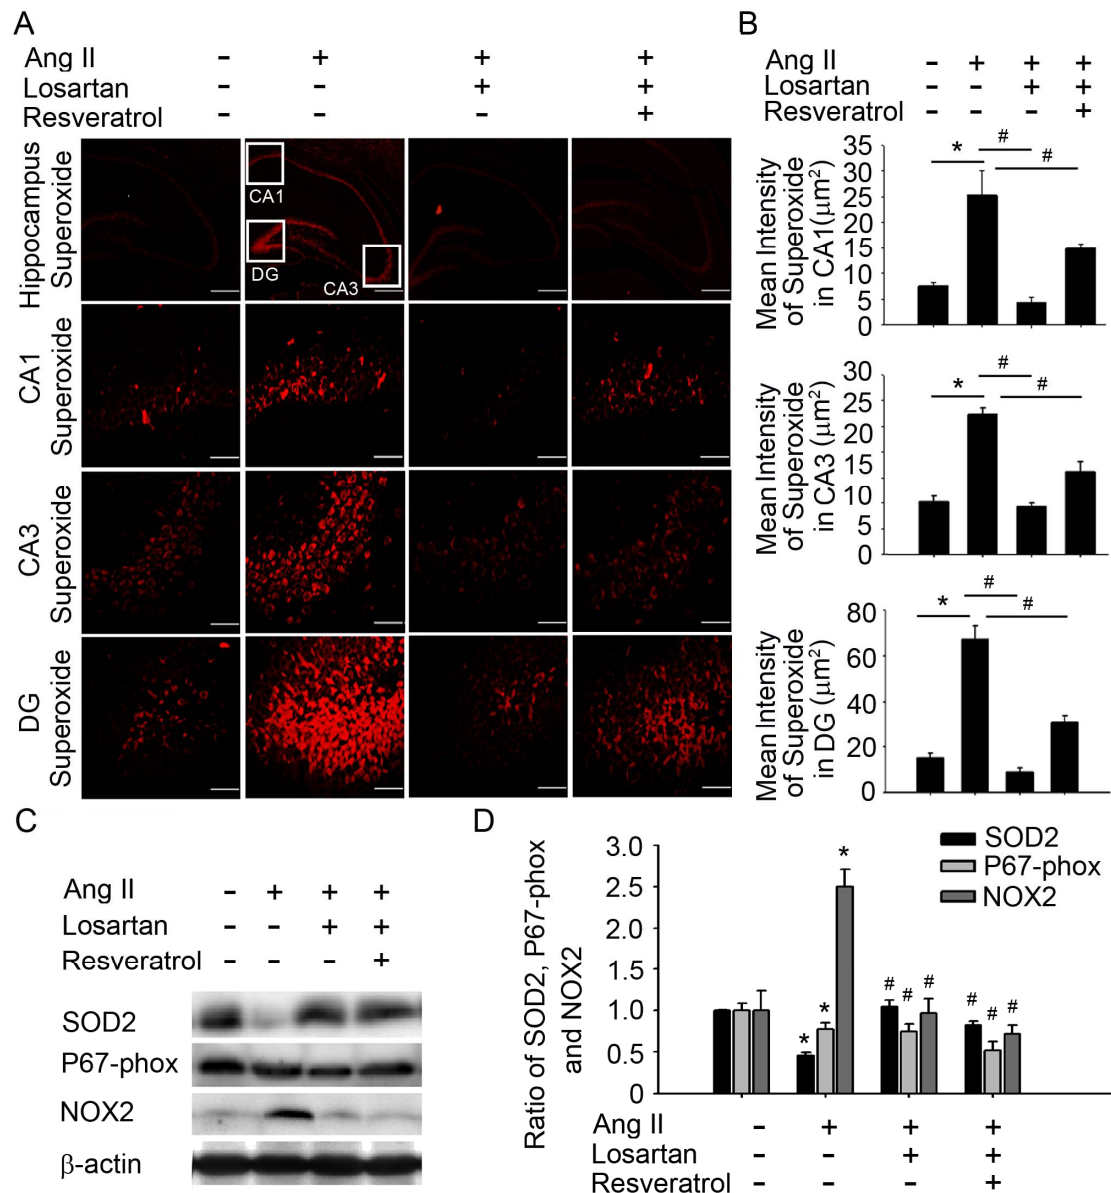 A
Ang II - + + +
Losartan - - + +
Resveratrol - - - +
Hippocampus
Superoxide
CA1
DG
CA3
CA1
Superoxide
CA3
Superoxide
DG
Superoxide
B
Ang II - + + +
Losartan - - + +
Resveratrol - - - +
Mean Intensity
of Superoxide
in CA1(μm²)
35
30
25
20
15
10
5
0
* # #
Mean Intensity
of Superoxide
in CA3 (μm²)
30
25
20
15
10
5
0
* # #
Mean Intensity
of Superoxide
in DG (μm²)
80
60
40
20
0
* # #
C
Ang II - + + +
Losartan - - + +
Resveratrol - - - +
SOD2
P67-phox
NOX2
β-actin
D
Ratio of SOD2, P67-phox
and NOX2
3.0
2.5
2.0
1.5
1.0
0.5
0
SOD2
P67-phox
NOX2
* * * # # # # # #
Ang II - + + +
Losartan - - + +
Resveratrol - - - +